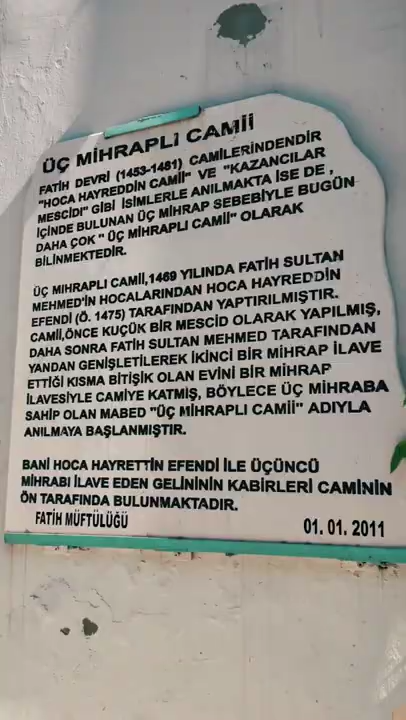 ÜÇ MİHRAPLI CAMİİ
FATİH DEVRİ (1453-1481) CAMİLERİNDENDİR
"HOCA HAYREDDİN CAMİİ" VE "KAZANCILAR
MESCİDİ" GİBİ İSİMLERLE ANILMAKTA İSE DE ,
İÇİNDE BULUNAN ÜÇ MİHRAP SEBEBİYLE BUGÜN
DAHA ÇOK " ÜÇ MİHRAPLI CAMİİ" OLARAK
BİLİNMEKTEDİR.
ÜÇ MIHRAPLI CAMİİ,1469 YILINDA FATİH SULTAN
MEHMED'İN HOCALARINDAN HOCA HAYREDDİN
EFENDİ (Ö. 1475) TARAFINDAN YAPTIRILMIŞTIR.
CAMİİ,ÖNCE KUÇÜK BİR MESCİD OLARAK YAPILMIŞ,
DAHA SONRA FATİH SULTAN MEHMED TARAFINDAN
YANDAN GENİŞLETİLEREK İKİNCİ BİR MİHRAP İLAVE
ETTİĞİ KISMA BİTİŞİK OLAN EVİNİ BİR MİHRAP
İLAVESİYLE CAMİYE KATMIŞ, BÖYLECE ÜÇ MİHRABA
SAHİP OLAN MABED "ÜÇ MİHRAPLI CAMİİ" ADIYLA
ANILMAYA BAŞLANMIŞTIR.
BANİ HOCA HAYRETTİN EFENDİ İLE ÜÇÜNCÜ
MİHRABI İLAVE EDEN GELİNİNİN KABİRLERİ CAMİNİN
ÖN TARAFINDA BULUNMAKTADIR.
FATİH MÜFTÜLÜĞÜ 01. 01. 2011